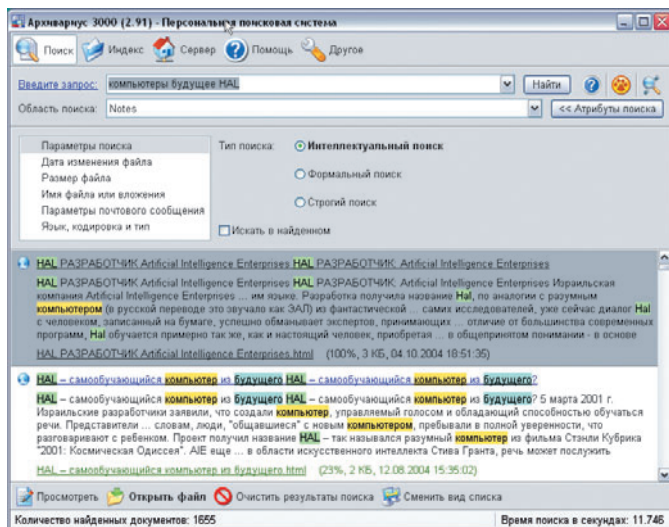 Архивариус 3000 (2.91) - Персональная поисковая система
Поиск Индекс Сервер Помощь Другое
Введите запрос: компьютеры будущее HAL Найти
Область поиска: Notes << Атрибуты поиска
Параметры поиска Тип поиска: Интеллектуальный поиск
Дата изменения файла
Размер файла Формальный поиск
Имя файла или вложения
Параметры почтового сообщения Строгий поиск
Язык, кодировка и тип
Искать в найденном
HAL РАЗРАБОТЧИК Artificial Intelligence Enterprises HAL РАЗРАБОТЧИК: Artificial Intelligence Enterprises
HAL РАЗРАБОТЧИК Artificial Intelligence Enterprises HAL РАЗРАБОТЧИК: Artificial Intelligence Enterprises Израильская
компания Artificial Intelligence Enterprises ... им языке. Разработка получила название Hal, по аналогии с разумным
компьютером (в русской переводе это звучало как ЭАЛ) из фантастической ... самих исследователей, уже сейчас диалог Hal
с человеком, записанный на бумаге, успешно обманывает экспертов, принимающих ... отличие от большинства современных
программ, Hal обучается примерно так же, как и настоящий человек, приобретая ... в общепринятом понимании - в основе
HAL РАЗРАБОТЧИК Artificial Intelligence Enterprises.html (100%, 3 КБ, 04.10.2004 18:51:35)
HAL – самообучающийся компьютер из будущего HAL – самообучающийся компьютер из будущего?
HAL – самообучающийся компьютер из будущего HAL – самообучающийся компьютер из будущего? 5 марта 2001 г.
Израильские разработчики заявили, что создали компьютер, управляемый голосом и обладающий способностью обучаться
речи. Представители ... словам, люди, "общавшиеся" с новым компьютером, пребывали в полной уверенности, что
разговаривают с ребенком. Проект получил название HAL – так назывался разумный компьютер из фильма Стэнли Кубрика
"2001: Космическая Одиссея". AIE еще ... в области искусственного интеллекта Стива Гранта, речь может послужить
HAL – самообучающийся компьютер из будущего.html (23%, 2 КБ, 12.08.2004 15:35:02)
Просмотреть Открыть файл Очистить результаты поиска Сменить вид списка
Количество найденных документов: 1655 Время поиска в секундах: 11.746